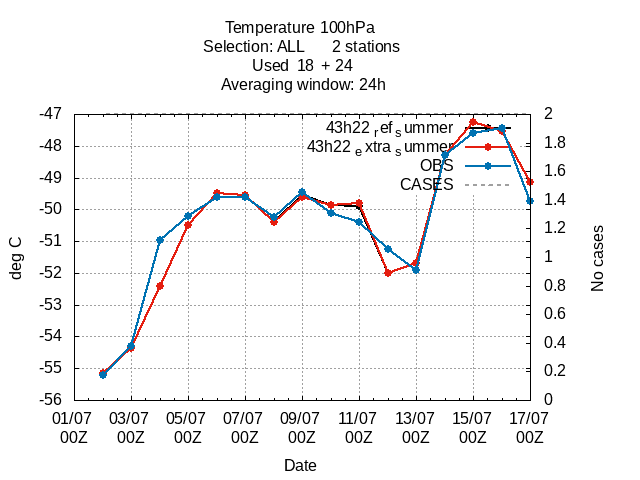 Temperature 100hPa
Selection: ALL 2 stations
Used 18 + 24
Averaging window: 24h
43h22 refsummer
43h22 extrasummer
OBS
CASES
-47
-48
-49
-50
-51
-52
-53
-54
-55
-56
2
1.8
1.6
1.4
1.2
1
0.8
0.6
0.4
0.2
0
deg C
No cases
01/07 03/07 05/07 07/07 09/07 11/07 13/07 15/07 17/07
00Z 00Z 00Z 00Z 00Z 00Z 00Z 00Z 00Z
Date